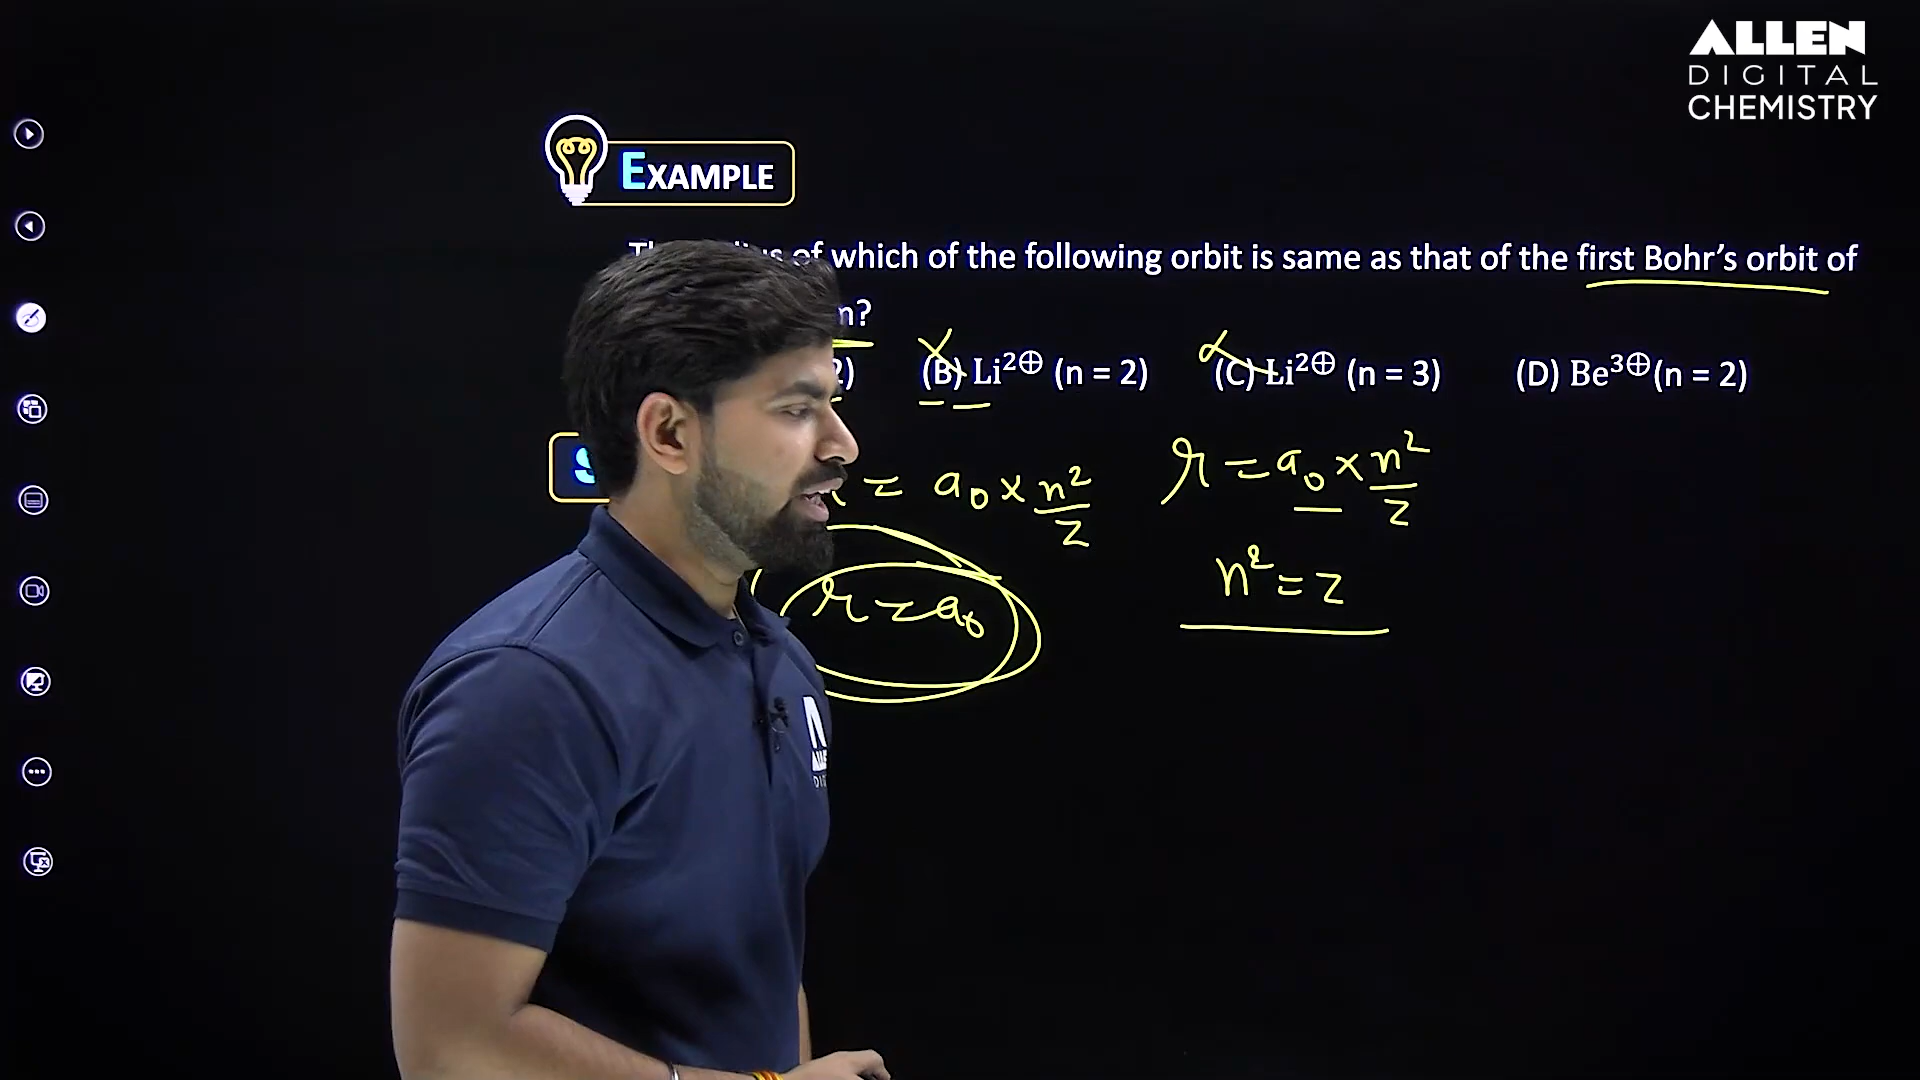 ALLEN
DIGITAL
CHEMISTRY
EXAMPLE
of which of the following orbit is same as that of the first Bohr's orbit of
(B) Li²⊕ (n = 2) (C) Li²⊕ (n = 3) (D) Be³⊕(n = 2)
= a₀ × n²/z
r = a₀ × n²/z
r = a₀
n² = z